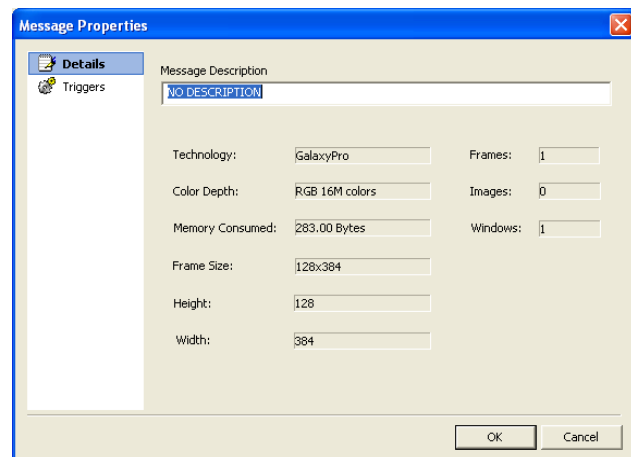 Message Properties
Details
Triggers
Message Description
NO DESCRIPTION
Technology: GalaxyPro Frames: 1
Color Depth: RGB 16M colors Images: 0
Memory Consumed: 283.00 Bytes Windows: 1
Frame Size: 128x384
Height: 128
Width: 384
OK Cancel